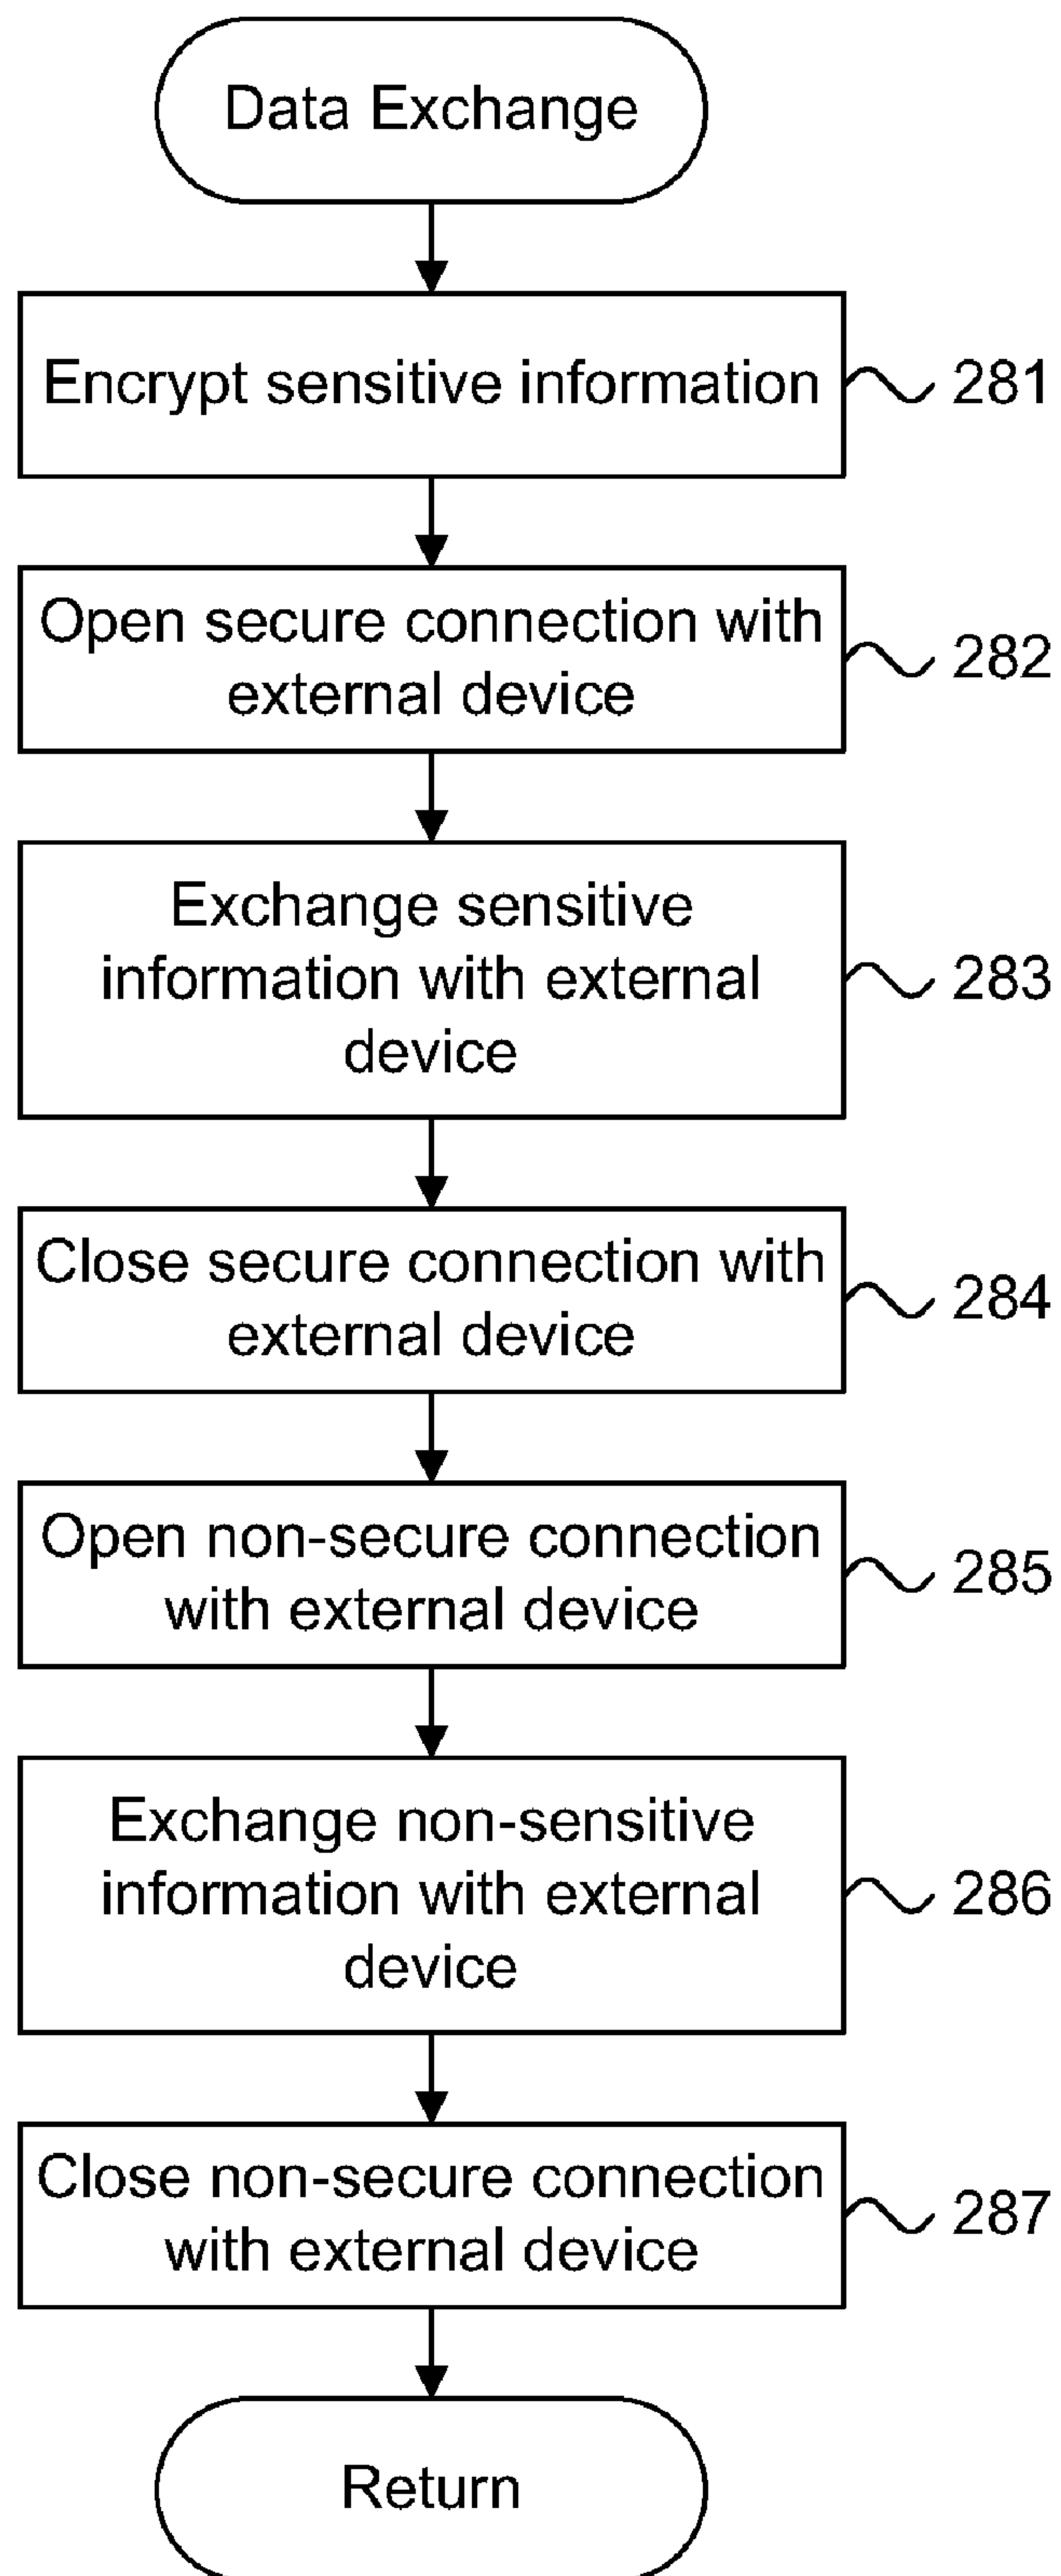 Data Exchange
Encrypt sensitive information
281
Open secure connection with
external device
282
Exchange sensitive
information with external
device
283
Close secure connection with
external device
284
Open non-secure connection
with external device
285
Exchange non-sensitive
information with external
device
286
Close non-secure connection
with external device
287
Return